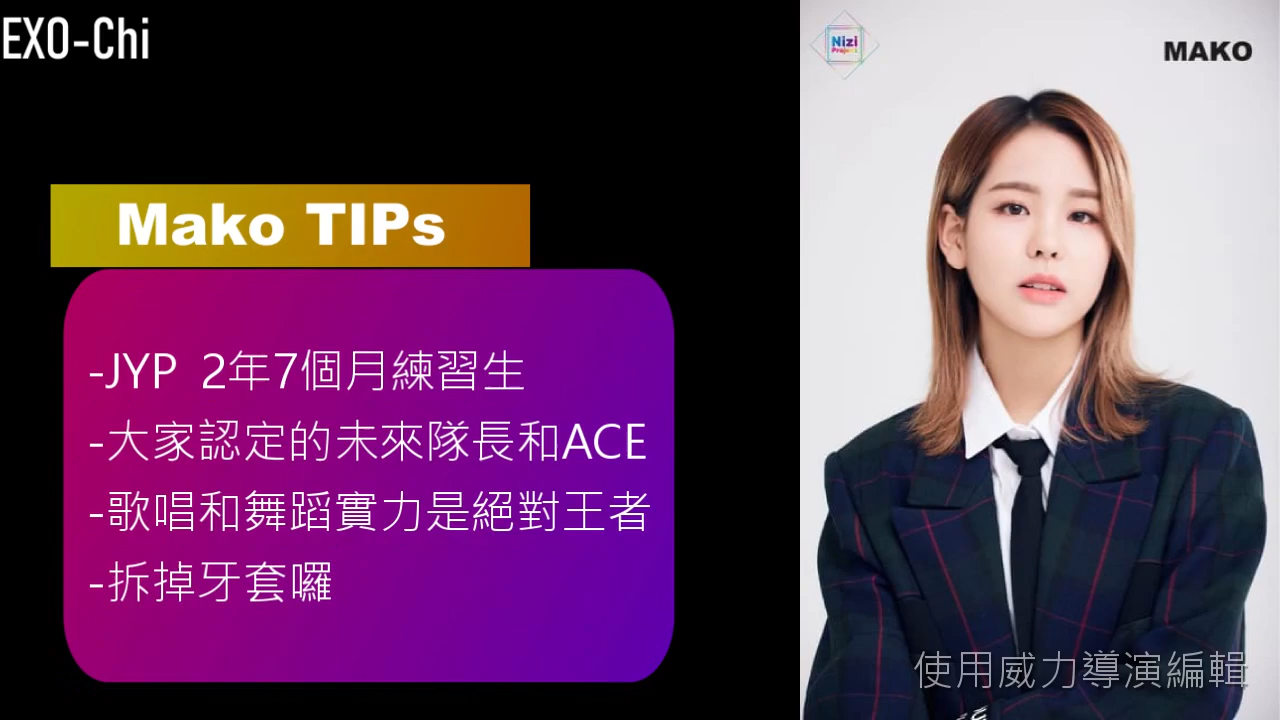 EXO-Chi
Nizi
Project
MAKO
Mako TIPs
-JYP 2年7個月練習生
-大家認定的未來隊長和ACE
-歌唱和舞蹈實力是絕對王者
-拆掉牙套囉
使用威力導演編輯